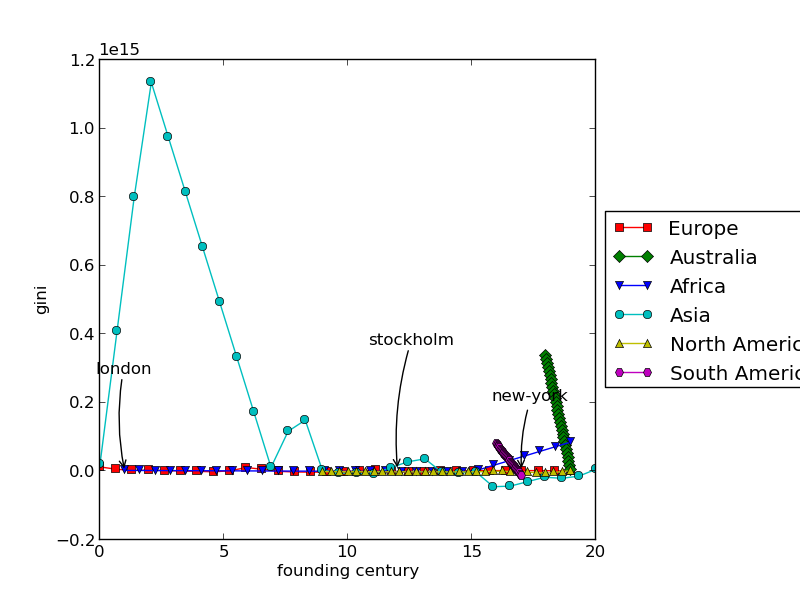 1e15
1.2
1.0
0.8
0.6
0.4
0.2
0.0
−0.2
gini
london
stockholm
new-york
0
5
10
15
20
founding century
Europe
Australia
Africa
Asia
North Americ
South Americ